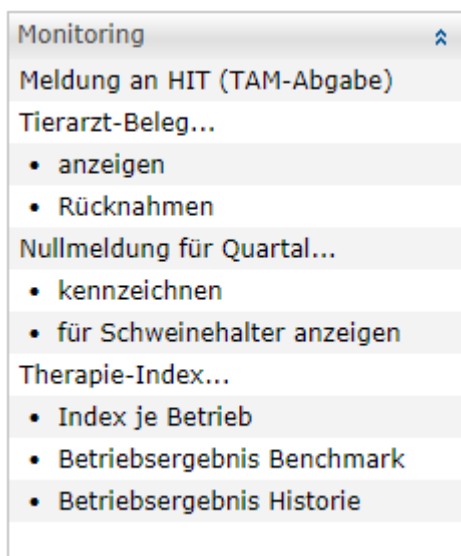 Monitoring
Meldung an HIT (TAM-Abgabe)
Tierarzt-Beleg...
• anzeigen
• Rücknahmen
Nullmeldung für Quartal...
• kennzeichnen
• für Schweinehalter anzeigen
Therapie-Index...
• Index je Betrieb
• Betriebsergebnis Benchmark
• Betriebsergebnis Historie